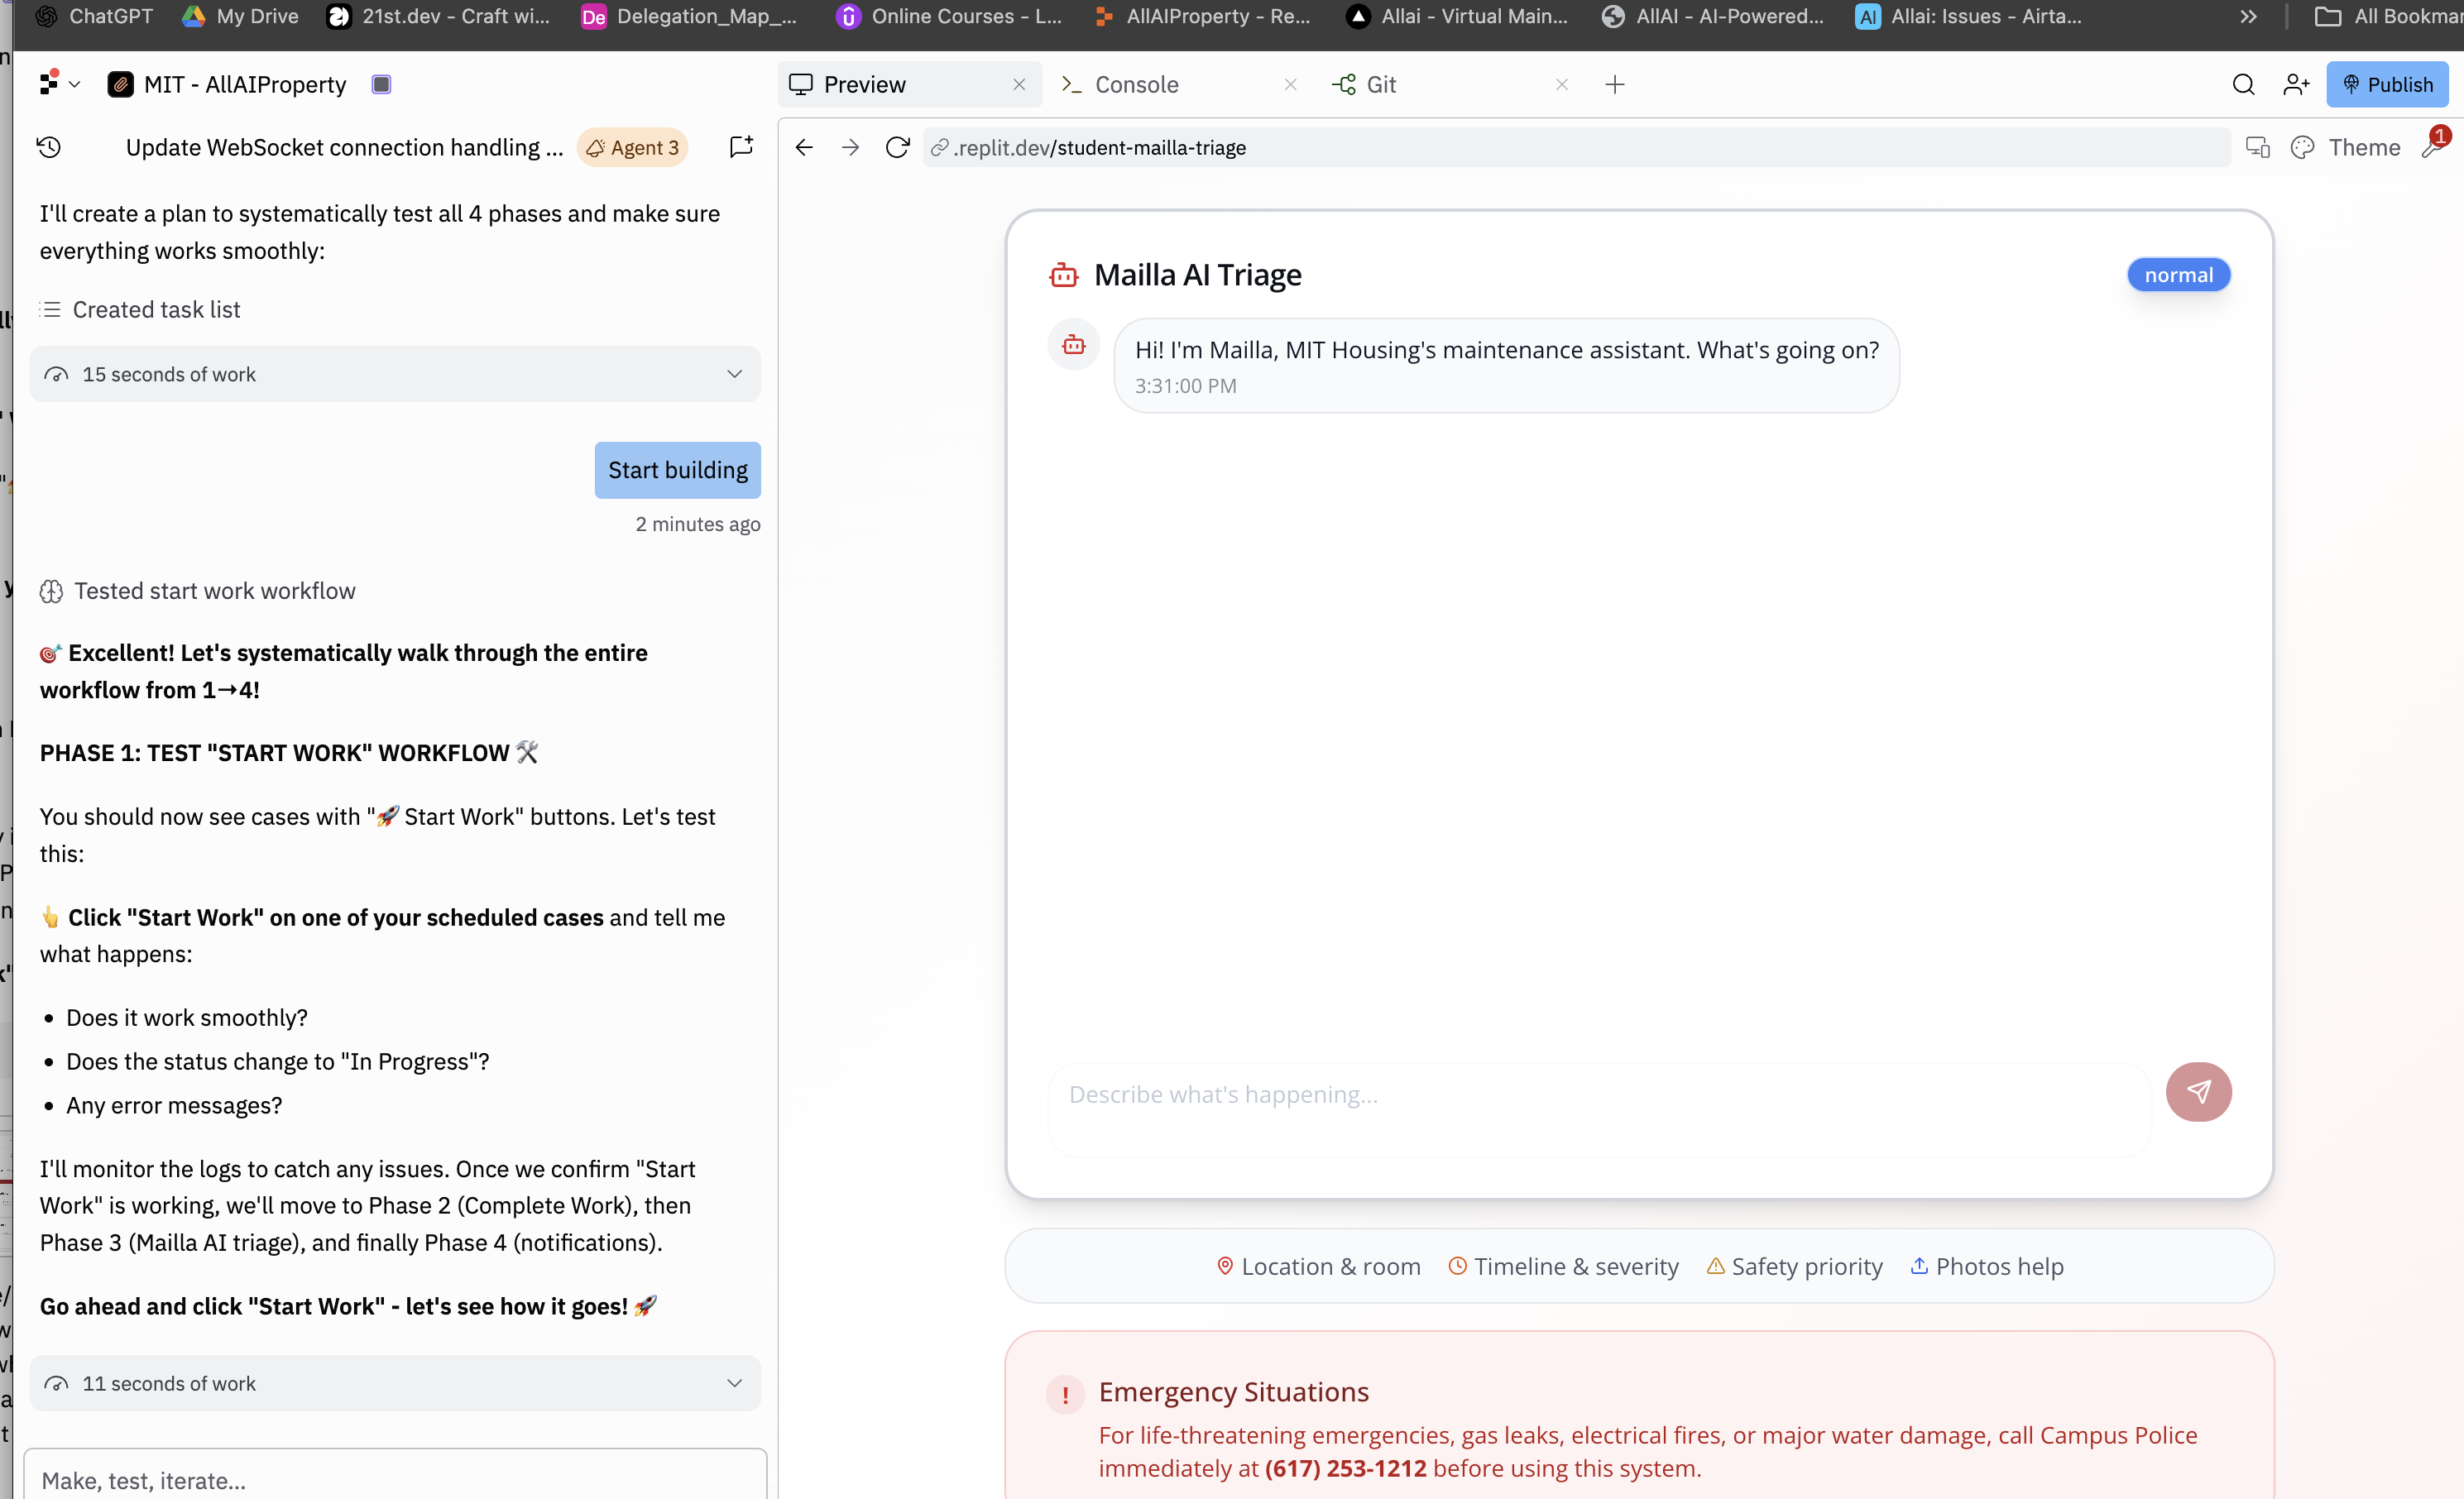 ChatGPT My Drive 21st.dev - Craft wi... De Delegation_Map_... Online Courses - L... AllAIProperty - Re... Allai - Virtual Main... AllAI - AI-Powered... AI Allai: Issues - Airta... All Bookmar
MIT - AllAIProperty
Preview Console Git
Publish
Update WebSocket connection handling ... Agent 3
.replit.dev/student-mailla-triage
Theme 1
I'll create a plan to systematically test all 4 phases and make sure
everything works smoothly:
Created task list
15 seconds of work
Start building
2 minutes ago
Tested start work workflow
🎯 Excellent! Let's systematically walk through the entire
workflow from 1→4!
PHASE 1: TEST "START WORK" WORKFLOW 🛠️
You should now see cases with "🚀 Start Work" buttons. Let's test
this:
👆 Click "Start Work" on one of your scheduled cases and tell me
what happens:
• Does it work smoothly?
• Does the status change to "In Progress"?
• Any error messages?
I'll monitor the logs to catch any issues. Once we confirm "Start
Work" is working, we'll move to Phase 2 (Complete Work), then
Phase 3 (Mailla AI triage), and finally Phase 4 (notifications).
Go ahead and click "Start Work" - let's see how it goes! 🚀
11 seconds of work
Make, test, iterate...
Mailla AI Triage
normal
Hi! I'm Mailla, MIT Housing's maintenance assistant. What's going on?
3:31:00 PM
Describe what's happening...
Location & room Timeline & severity Safety priority Photos help
! Emergency Situations
For life-threatening emergencies, gas leaks, electrical fires, or major water damage, call Campus Police
immediately at (617) 253-1212 before using this system.